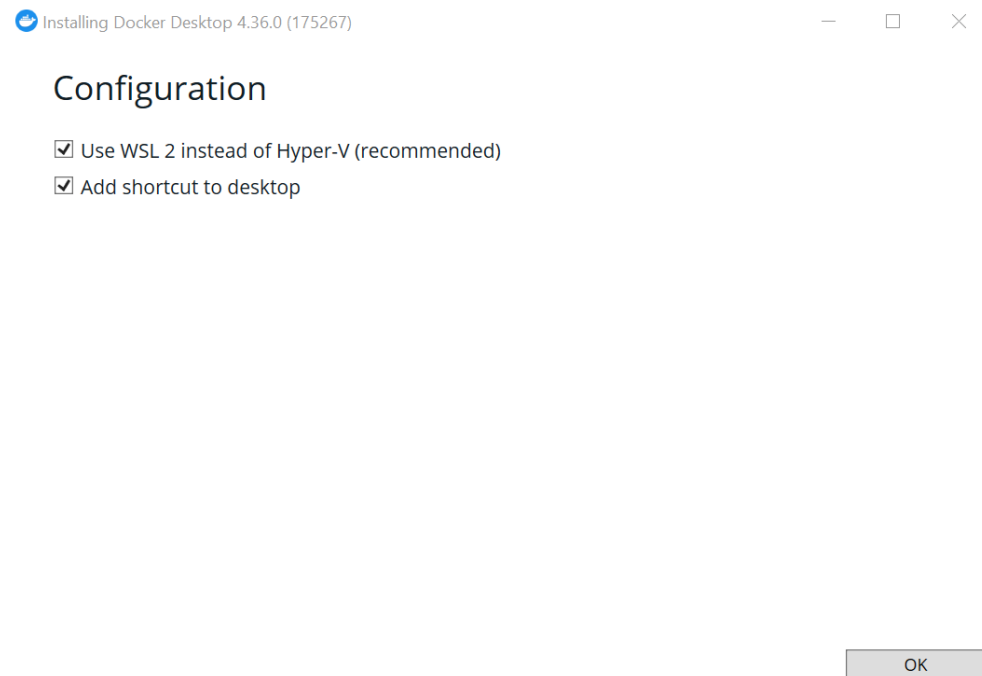 Installing Docker Desktop 4.36.0 (175267)
Configuration
Use WSL 2 instead of Hyper-V (recommended)
Add shortcut to desktop
OK